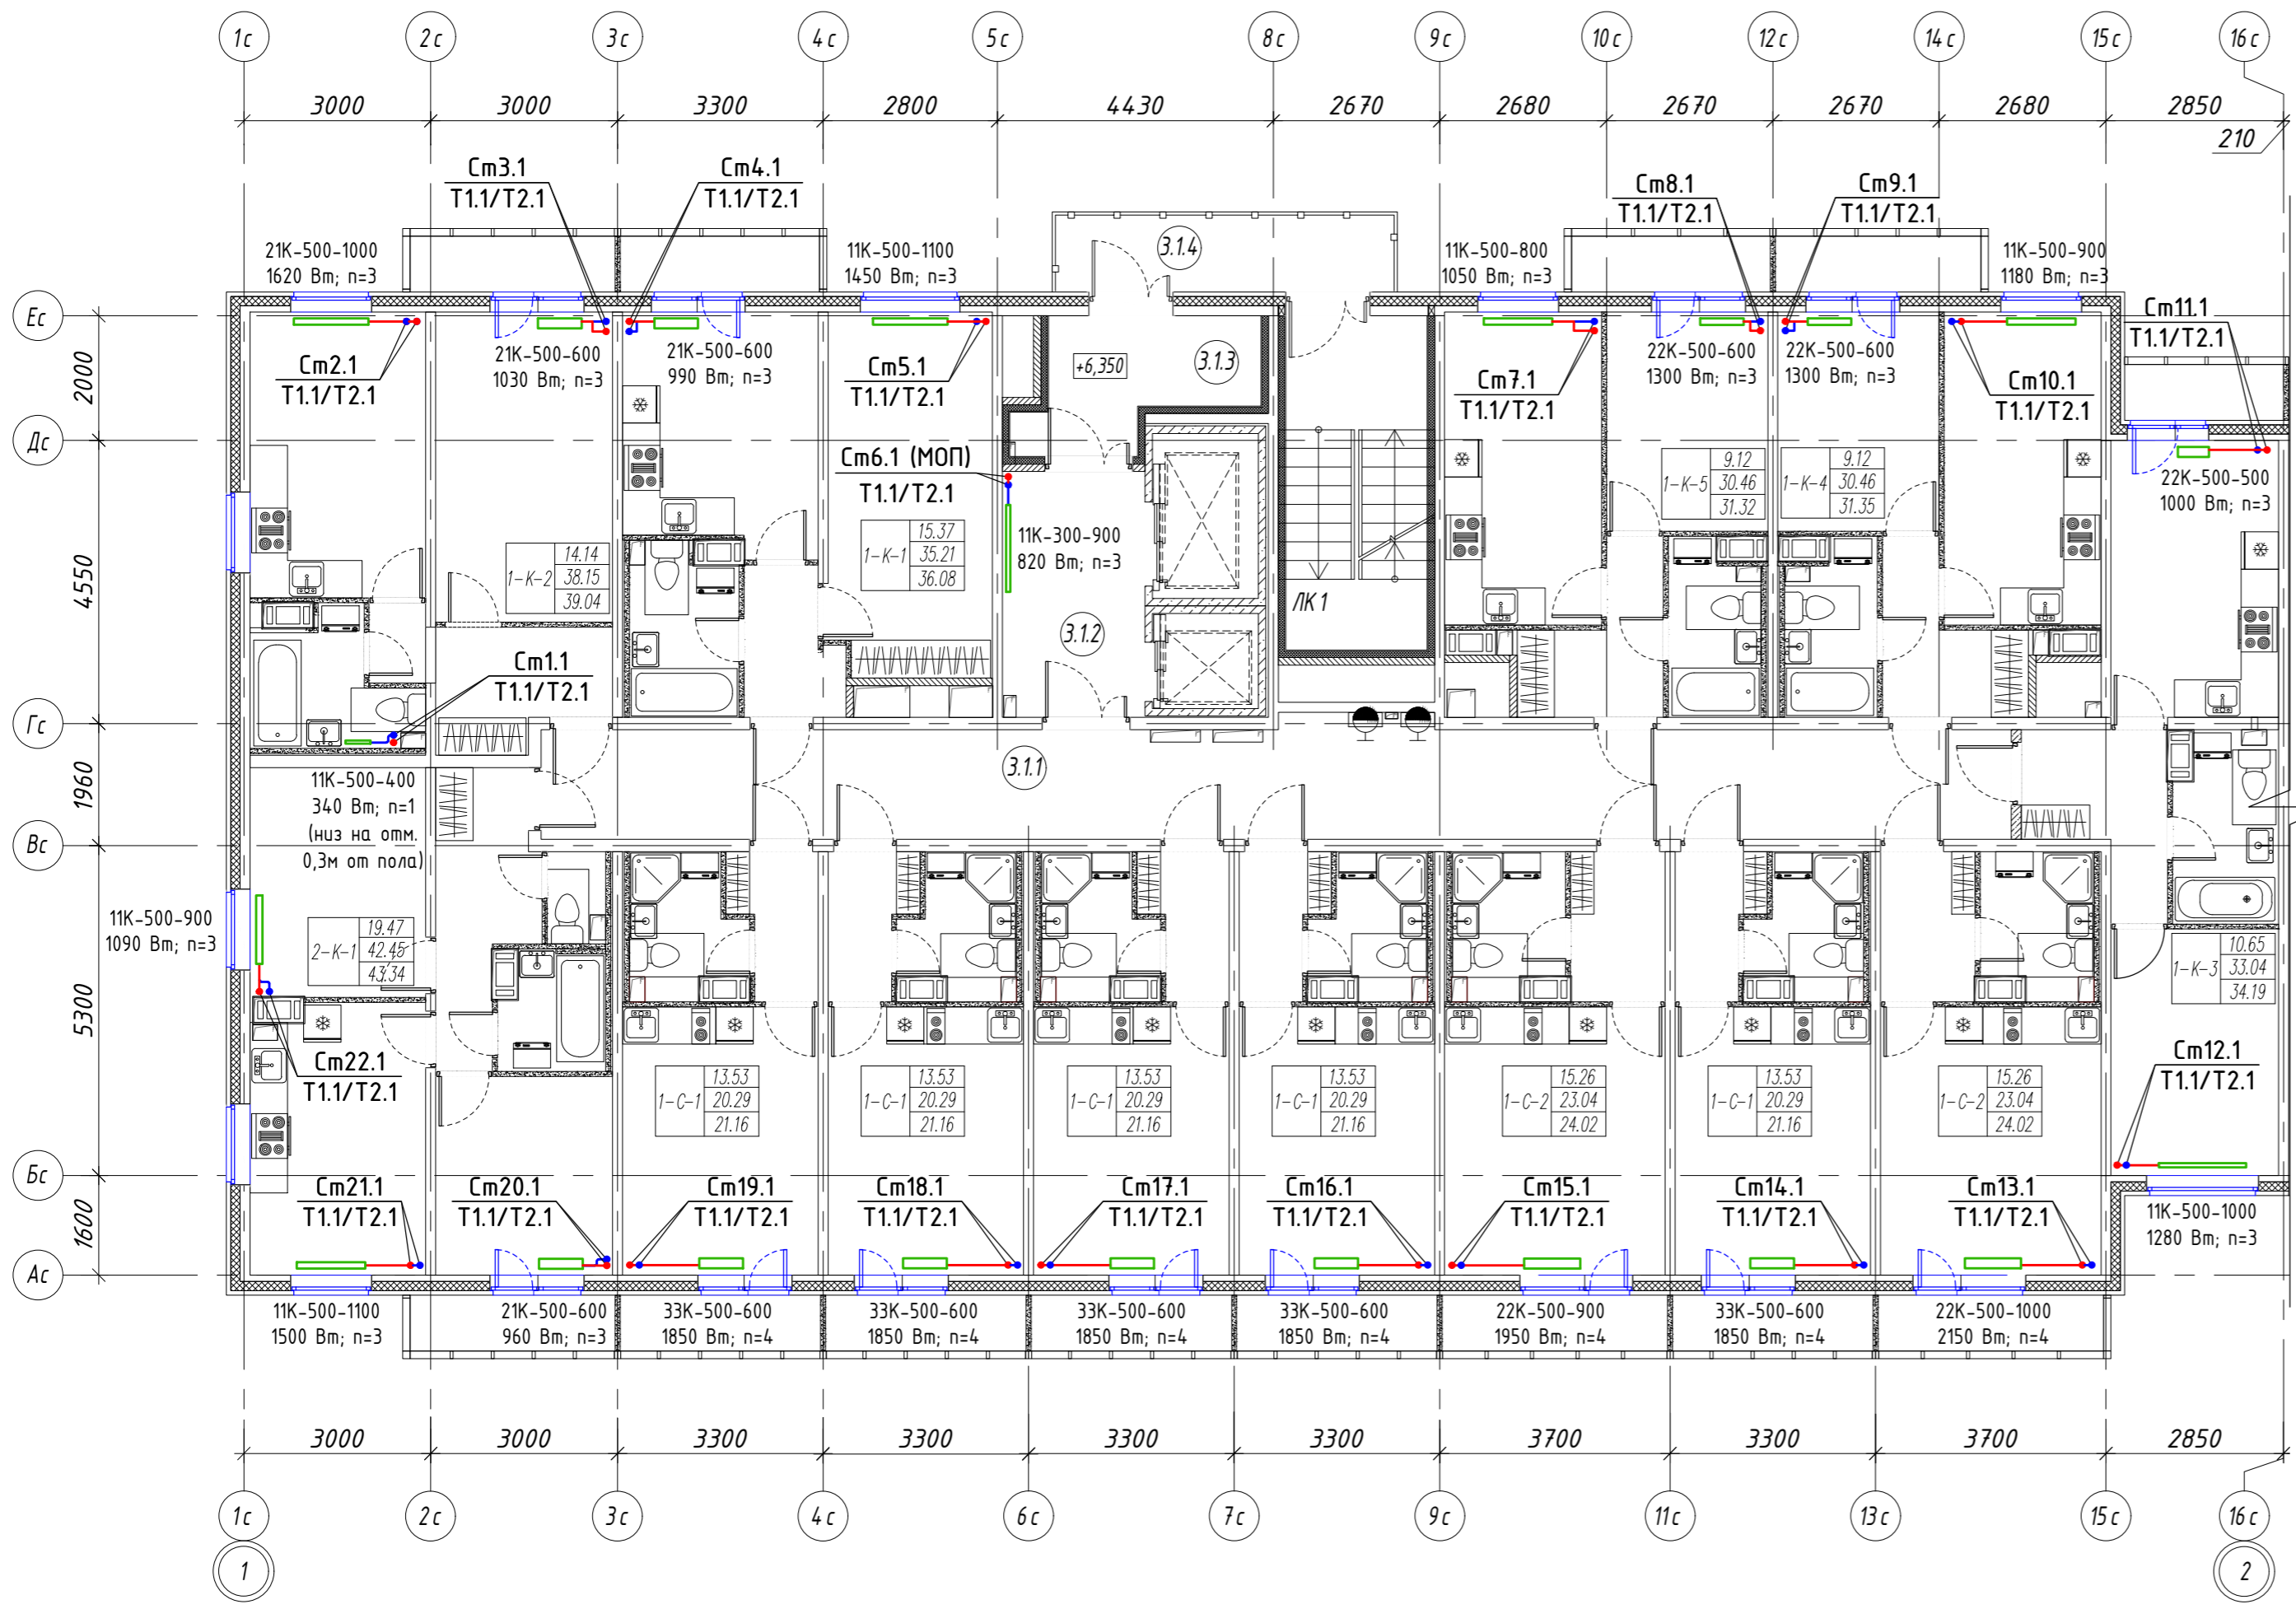 1с
2с
3с
4с
5с
8с
9с
10с
12с
14с
15с
16с
3000
3000
3300
2800
4430
2670
2680
2670
2670
2680
2850
210
Ст3.1
Т1.1/Т2.1
Ст4.1
Т1.1/Т2.1
Ст8.1
Т1.1/Т2.1
Ст9.1
Т1.1/Т2.1
21К-500-1000
1620 Вт; n=3
11К-500-1100
1450 Вт; n=3
3.1.4
11К-500-800
1050 Вт; n=3
11К-500-900
1180 Вт; n=3
Ес
Ст11.1
Т1.1/Т2.1
Ст2.1
Т1.1/Т2.1
21К-500-600
1030 Вт; n=3
21К-500-600
990 Вт; n=3
Ст5.1
Т1.1/Т2.1
+6,350
3.1.3
Ст7.1
Т1.1/Т2.1
22К-500-600
1300 Вт; n=3
22К-500-600
1300 Вт; n=3
Ст10.1
Т1.1/Т2.1
2000
Дс
Ст6.1 (МОП)
Т1.1/Т2.1
1-К-5
9.12
30.46
31.32
1-К-4
9.12
30.46
31.35
22К-500-500
1000 Вт; n=3
4550
1-К-2
14.14
38.15
39.04
1-К-1
15.37
35.21
36.08
11К-300-900
820 Вт; n=3
ЛК 1
3.1.2
Ст1.1
Т1.1/Т2.1
Гс
3.1.1
1960
11К-500-400
340 Вт; n=1
(низ на отм.
0,3м от пола)
Вс
11К-500-900
1090 Вт; n=3
2-К-1
19.47
42.45
43.34
1-К-3
10.65
33.04
34.19
5300
Ст22.1
Т1.1/Т2.1
Ст12.1
Т1.1/Т2.1
1-С-1
13.53
20.29
21.16
1-С-1
13.53
20.29
21.16
1-С-1
13.53
20.29
21.16
1-С-1
13.53
20.29
21.16
1-С-2
15.26
23.04
24.02
1-С-1
13.53
20.29
21.16
1-С-2
15.26
23.04
24.02
Бс
Ст21.1
Т1.1/Т2.1
Ст20.1
Т1.1/Т2.1
Ст19.1
Т1.1/Т2.1
Ст18.1
Т1.1/Т2.1
Ст17.1
Т1.1/Т2.1
Ст16.1
Т1.1/Т2.1
Ст15.1
Т1.1/Т2.1
Ст14.1
Т1.1/Т2.1
Ст13.1
Т1.1/Т2.1
11К-500-1000
1280 Вт; n=3
1600
Ас
11К-500-1100
1500 Вт; n=3
21К-500-600
960 Вт; n=3
33К-500-600
1850 Вт; n=4
33К-500-600
1850 Вт; n=4
33К-500-600
1850 Вт; n=4
33К-500-600
1850 Вт; n=4
22К-500-900
1950 Вт; n=4
33К-500-600
1850 Вт; n=4
22К-500-1000
2150 Вт; n=4
3000
3000
3300
3300
3300
3300
3700
3300
3700
2850
1с
2с
3с
4с
6с
7с
9с
11с
13с
15с
16с
1
2